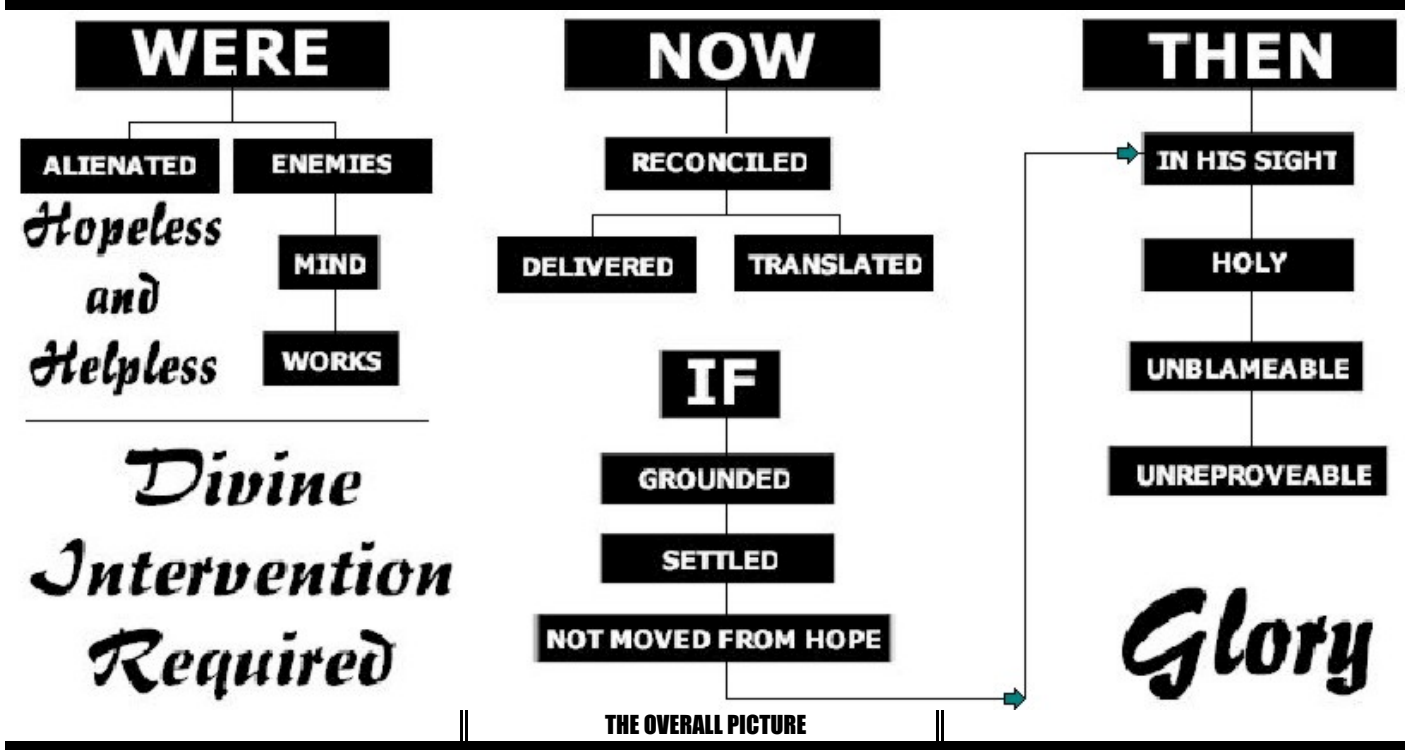 WERE
ALIENATED
ENEMIES
Hopeless
and
Helpless
MIND
WORKS
Divine
Intervention
Required
NOW
RECONCILED
DELIVERED
TRANSLATED
IF
GROUNDED
SETTLED
NOT MOVED FROM HOPE
THEN
IN HIS SIGHT
HOLY
UNBLAMEABLE
UNREPROVEABLE
Glory
THE OVERALL PICTURE